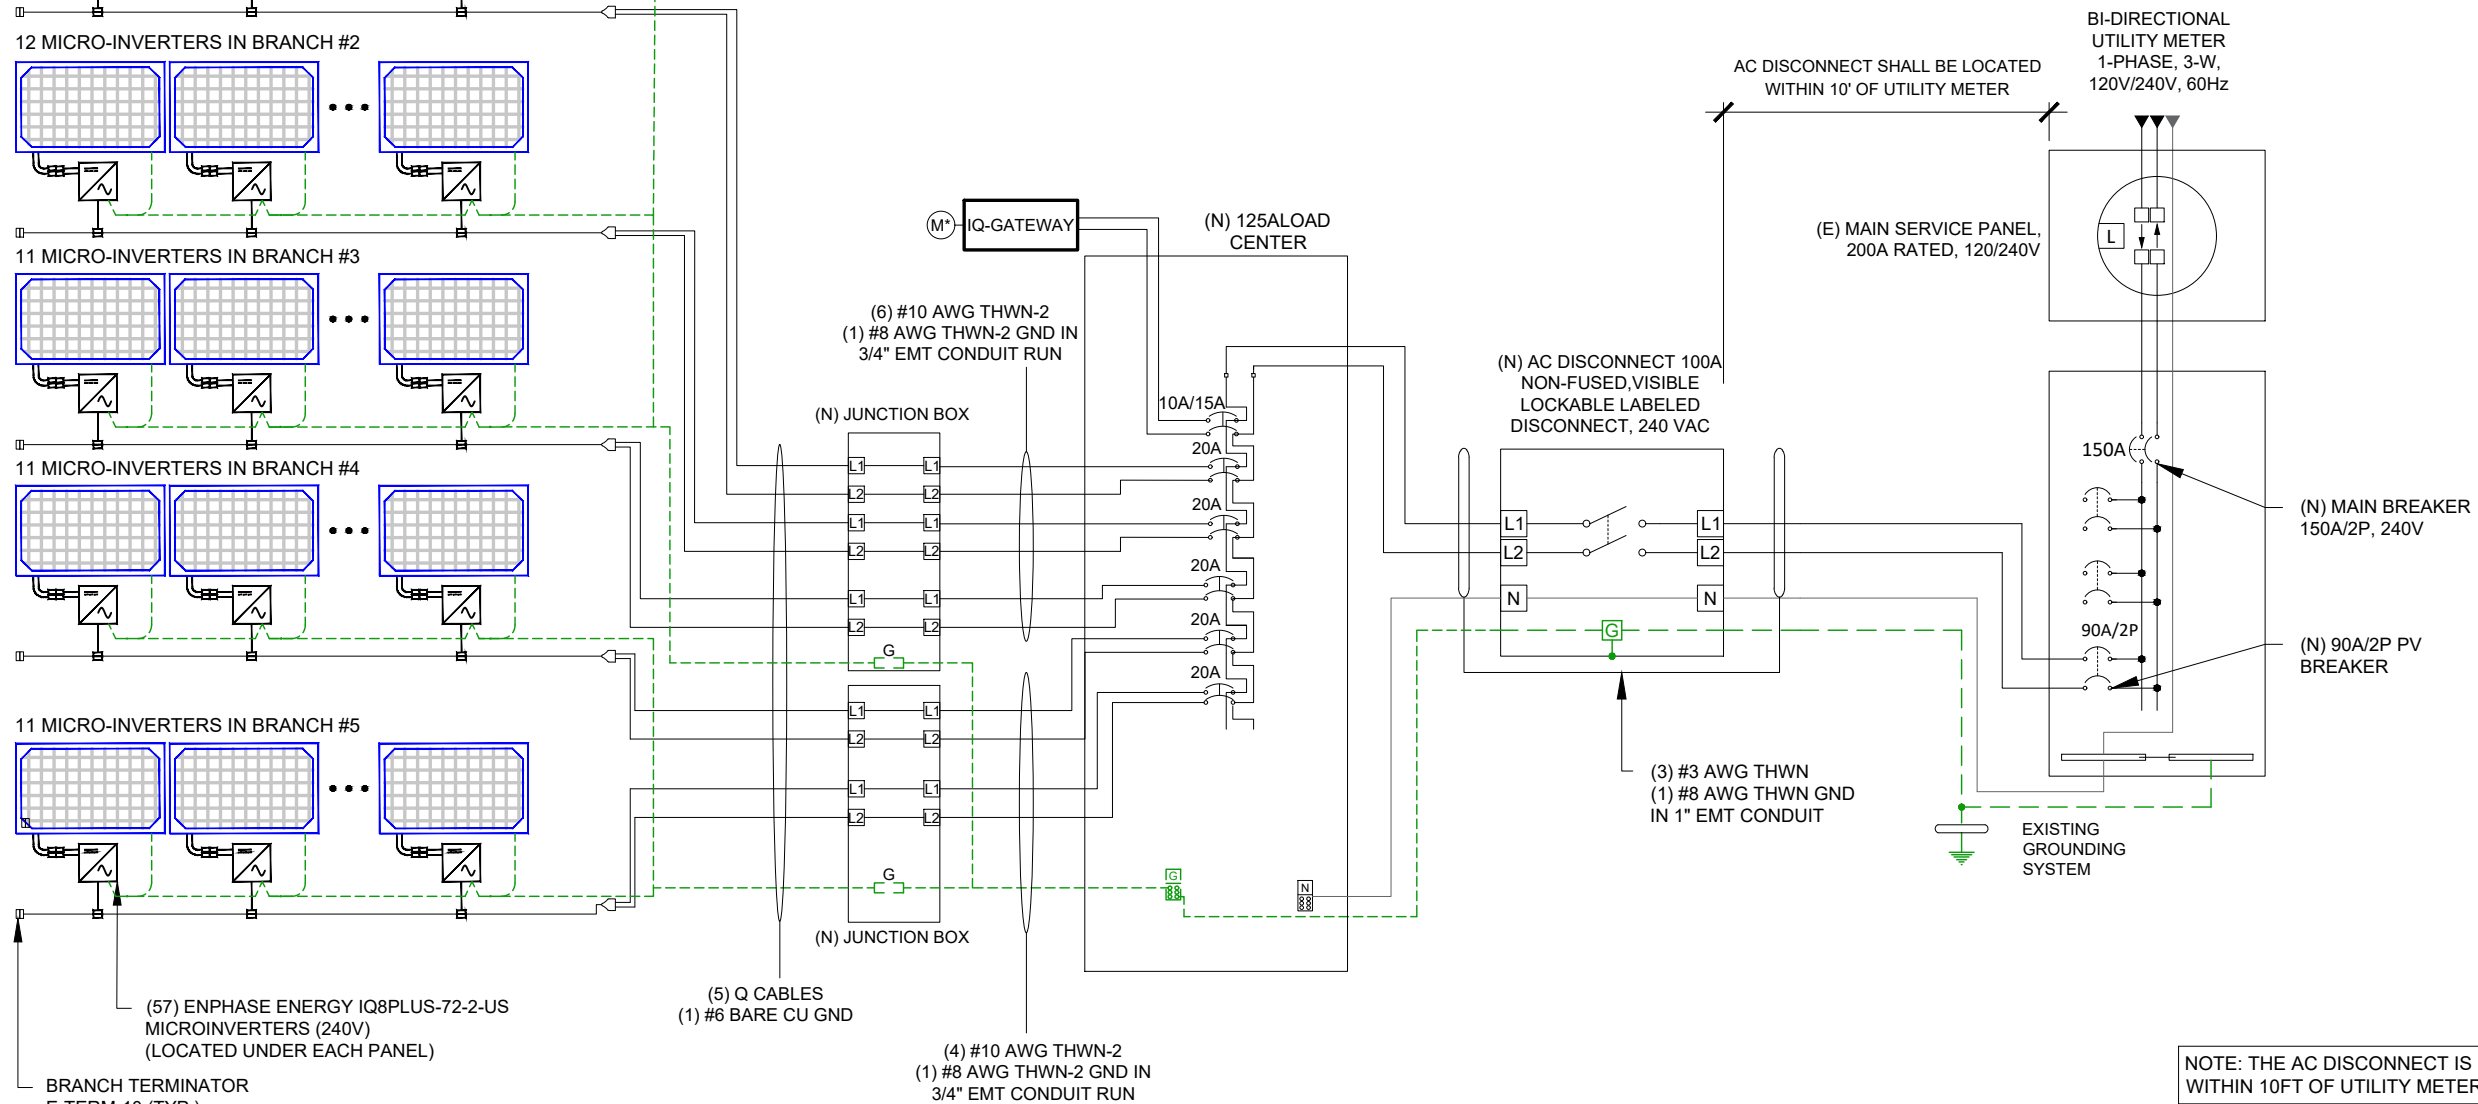 12 MICRO-INVERTERS IN BRANCH #2
11 MICRO-INVERTERS IN BRANCH #3
11 MICRO-INVERTERS IN BRANCH #4
11 MICRO-INVERTERS IN BRANCH #5
(57) ENPHASE ENERGY IQ8PLUS-72-2-US
MICROINVERTERS (240V)
(LOCATED UNDER EACH PANEL)
BRANCH TERMINATOR
(5) Q CABLES
(1) #6 BARE CU GND
(N) JUNCTION BOX
L1 L1
L2 L2
L1 L1
L2 L2
L1 L1
L2 L2
G
L1 L1
L2 L2
L1 L1
L2 L2
G
(N) JUNCTION BOX
(6) #10 AWG THWN-2
(1) #8 AWG THWN-2 GND IN
3/4" EMT CONDUIT RUN
(4) #10 AWG THWN-2
(1) #8 AWG THWN-2 GND IN
3/4" EMT CONDUIT RUN
M*
IQ-GATEWAY
(N) 125ALOAD
CENTER
10A/15A
20A
20A
20A
20A
20A
G
N
(N) AC DISCONNECT 100A
NON-FUSED,VISIBLE
LOCKABLE LABELED
DISCONNECT, 240 VAC
L1 L1
L2 L2
N N
G
(3) #3 AWG THWN
(1) #8 AWG THWN GND
IN 1" EMT CONDUIT
AC DISCONNECT SHALL BE LOCATED
WITHIN 10' OF UTILITY METER
BI-DIRECTIONAL
UTILITY METER
1-PHASE, 3-W,
120V/240V, 60Hz
(E) MAIN SERVICE PANEL,
200A RATED, 120/240V
L
150A
90A/2P
(N) MAIN BREAKER
150A/2P, 240V
(N) 90A/2P PV
BREAKER
EXISTING
GROUNDING
SYSTEM
NOTE: THE AC DISCONNECT IS
WITHIN 10FT OF UTILITY METER